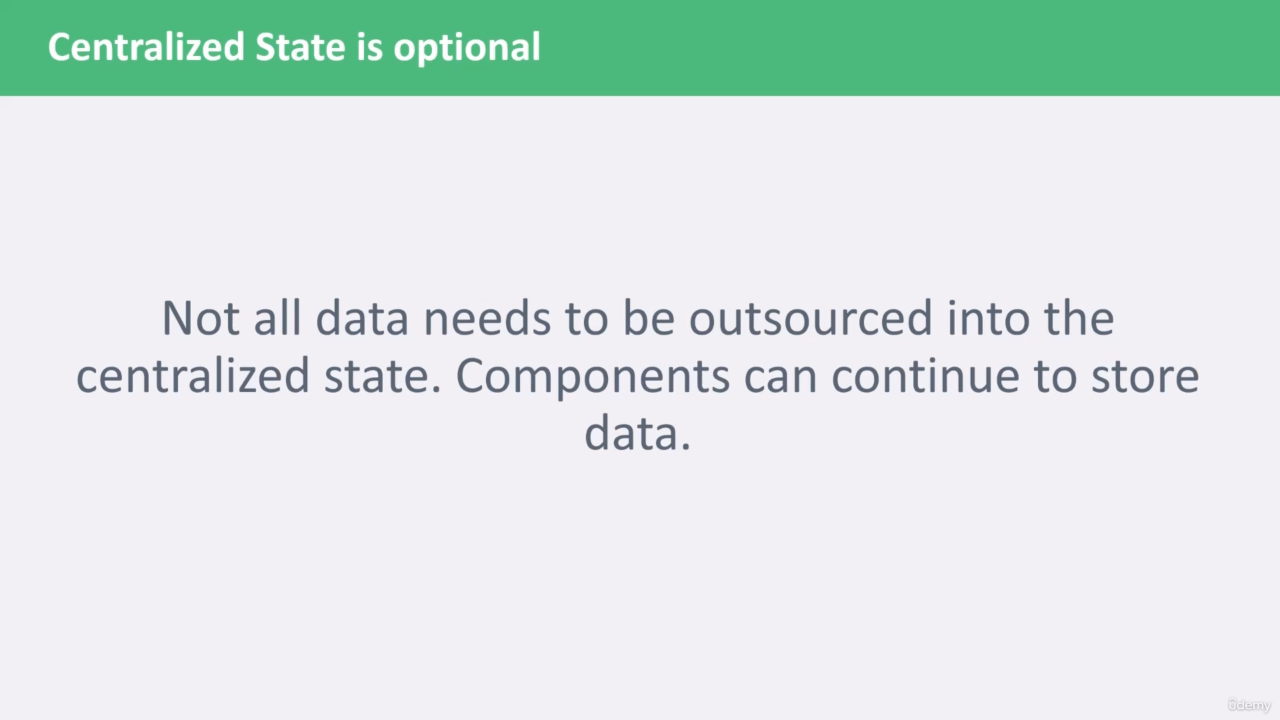 Centralized State is optional
Not all data needs to be outsourced into the
centralized state. Components can continue to store
data.
ûdemy